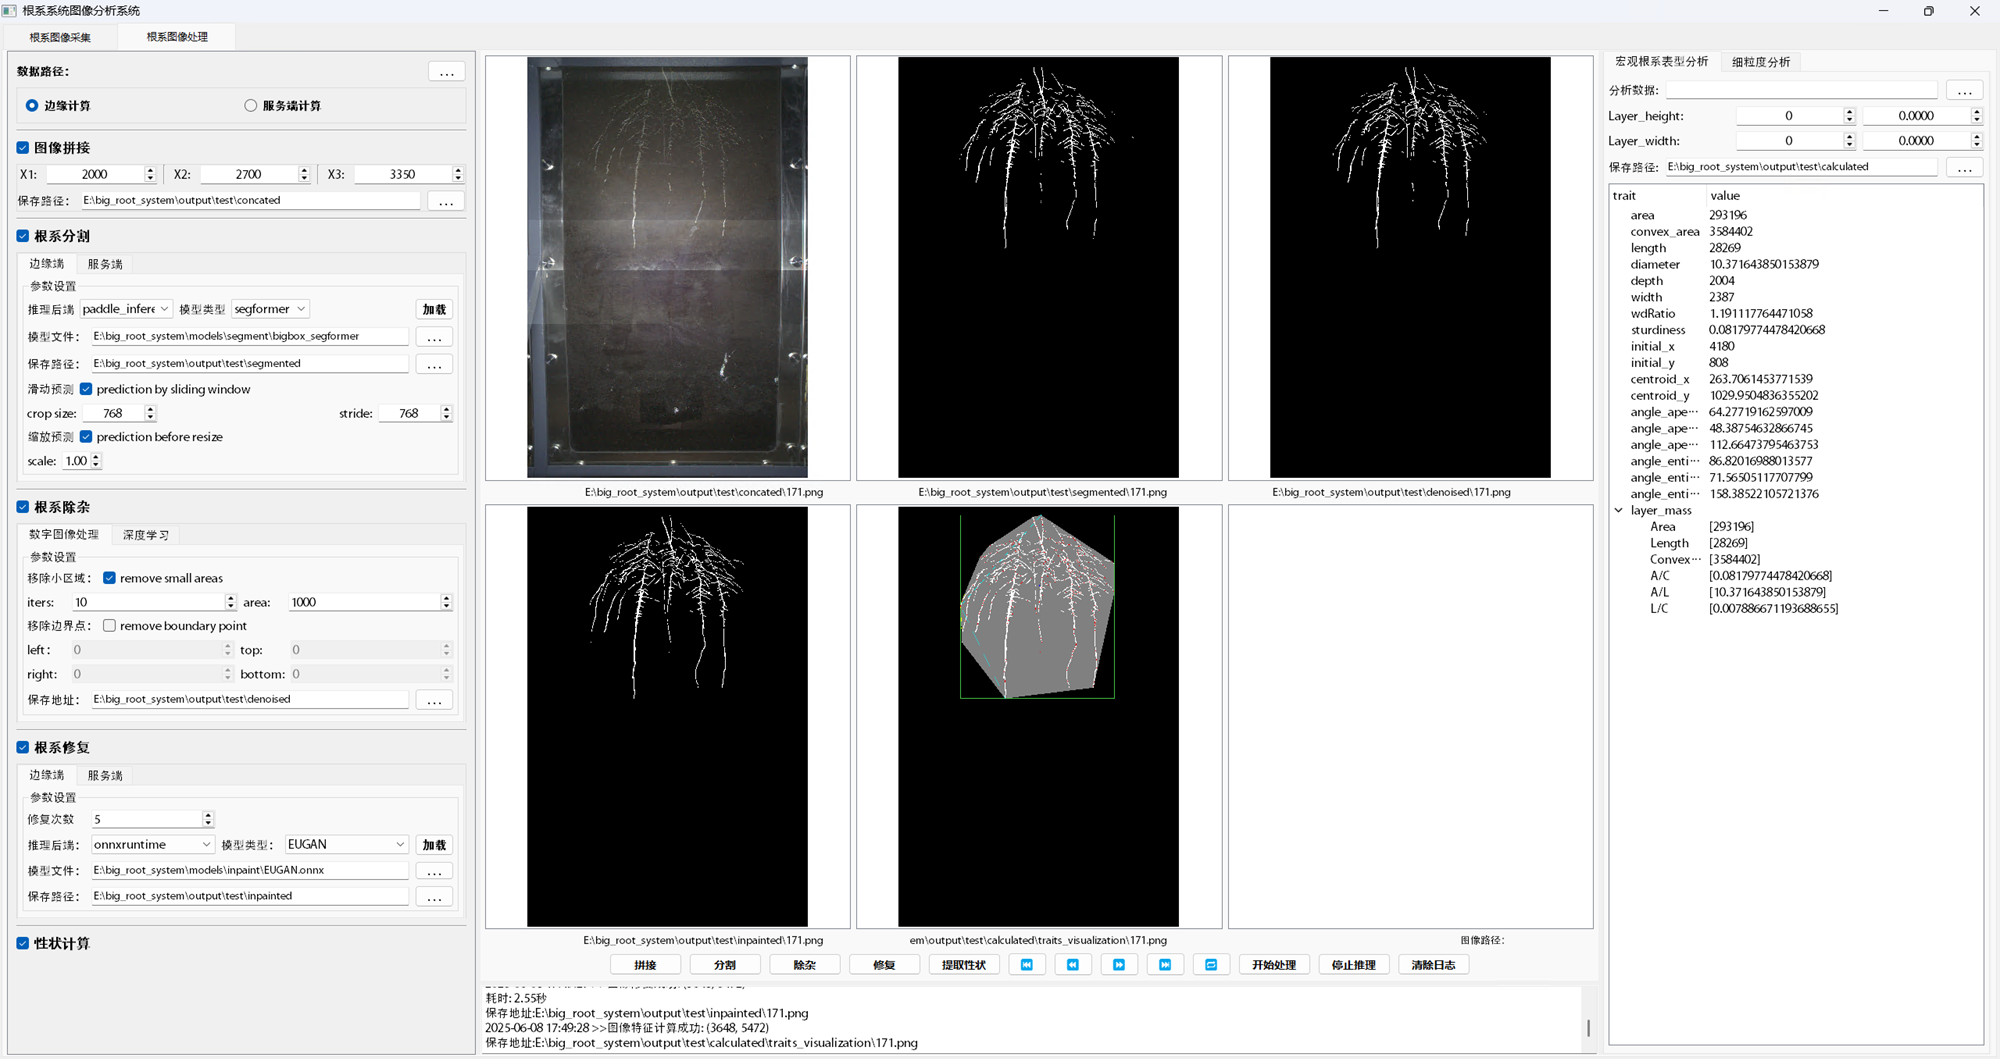 根系系统图像分析系统
根系图像采集 根系图像处理
数据路径: ...
边缘计算 服务端计算
图像拼接
X1: 2000 X2: 2700 X3: 3350
保存路径: E:\big_root_system\output\test\concated ...
根系分割
边缘端 服务端
参数设置
推理后端 paddle_infere 模型类型 segformer 加载
模型文件: E:\big_root_system\models\segment\bigbox_segformer ...
保存路径: E:\big_root_system\output\test\segmented ...
滑动预测 prediction by sliding window
crop size: 768 stride: 768
缩放预测 prediction before resize
scale: 1.00
根系除杂
数字图像处理 深度学习
参数设置
移除小区域: remove small areas
iters: 10 area: 1000
移除边界点: remove boundary point
left: 0 top: 0
right: 0 bottom: 0
保存地址: E:\big_root_system\output\test\denoised ...
根系修复
边缘端 服务端
参数设置
修复次数 5
推理后端: onnxruntime 模型类型: EUGAN 加载
模型文件: E:\big_root_system\models\inpaint\EUGAN.onnx ...
保存路径: E:\big_root_system\output\test\inpainted ...
性状计算
E:\big_root_system\output\test\concated\171.png
E:\big_root_system\output\test\segmented\171.png
E:\big_root_system\output\test\denoised\171.png
E:\big_root_system\output\test\inpainted\171.png
em\output\test\calculated\traits_visualization\171.png
图像路径:
拼接 分割 除杂 修复 提取性状 开始处理 停止推理 清除日志
耗时: 2.55秒
保存地址:E:\big_root_system\output\test\inpainted\171.png
2025-06-08 17:49:28 >>图像特征计算成功: (3648, 5472)
保存地址:E:\big_root_system\output\test\calculated\traits_visualization\171.png
宏观根系表型分析 细粒度分析
分析数据: ...
Layer_height: 0 0.0000
Layer_width: 0 0.0000
保存路径: E:\big_root_system\output\test\calculated ...
trait value
area 293196
convex_area 3584402
length 28269
diameter 10.371643850153879
depth 2004
width 2387
wdRatio 1.191117764471058
sturdiness 0.08179774478420668
initial_x 4180
initial_y 808
centroid_x 263.7061453771539
centroid_y 1029.9504836355202
angle_ape··· 64.27719162597009
angle_ape··· 48.38754632866745
angle_ape··· 112.66473795463753
angle_enti··· 86.82016988013577
angle_enti··· 71.56505117707799
angle_enti··· 158.38522105721376
layer_mass
Area [293196]
Length [28269]
Convex··· [3584402]
A/C [0.08179774478420668]
A/L [10.371643850153879]
L/C [0.007886671193688655]